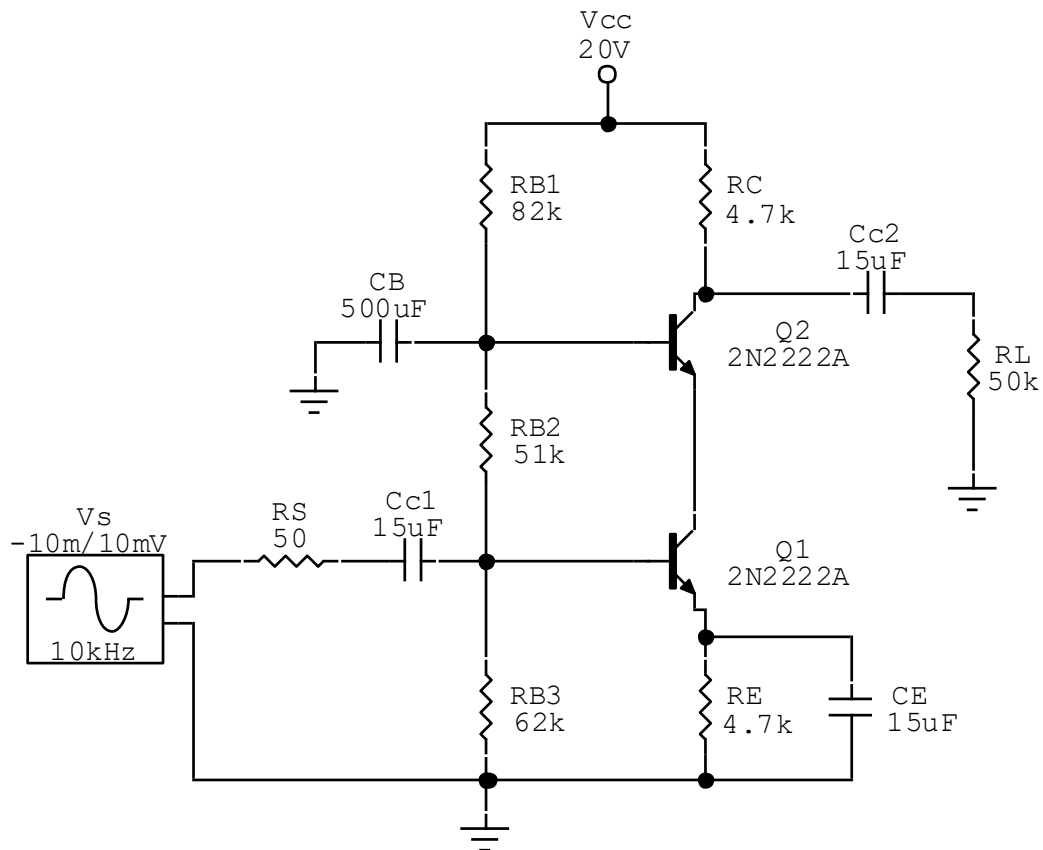 Vcc
20V
RB1
82k
RC
4.7k
Cc2
15uF
CB
500uF
Q2
2N2222A
RL
50k
RB2
51k
Vs
-10m/10mV
RS
50
Cc1
15uF
Q1
2N2222A
10kHz
RB3
62k
RE
4.7k
CE
15uF